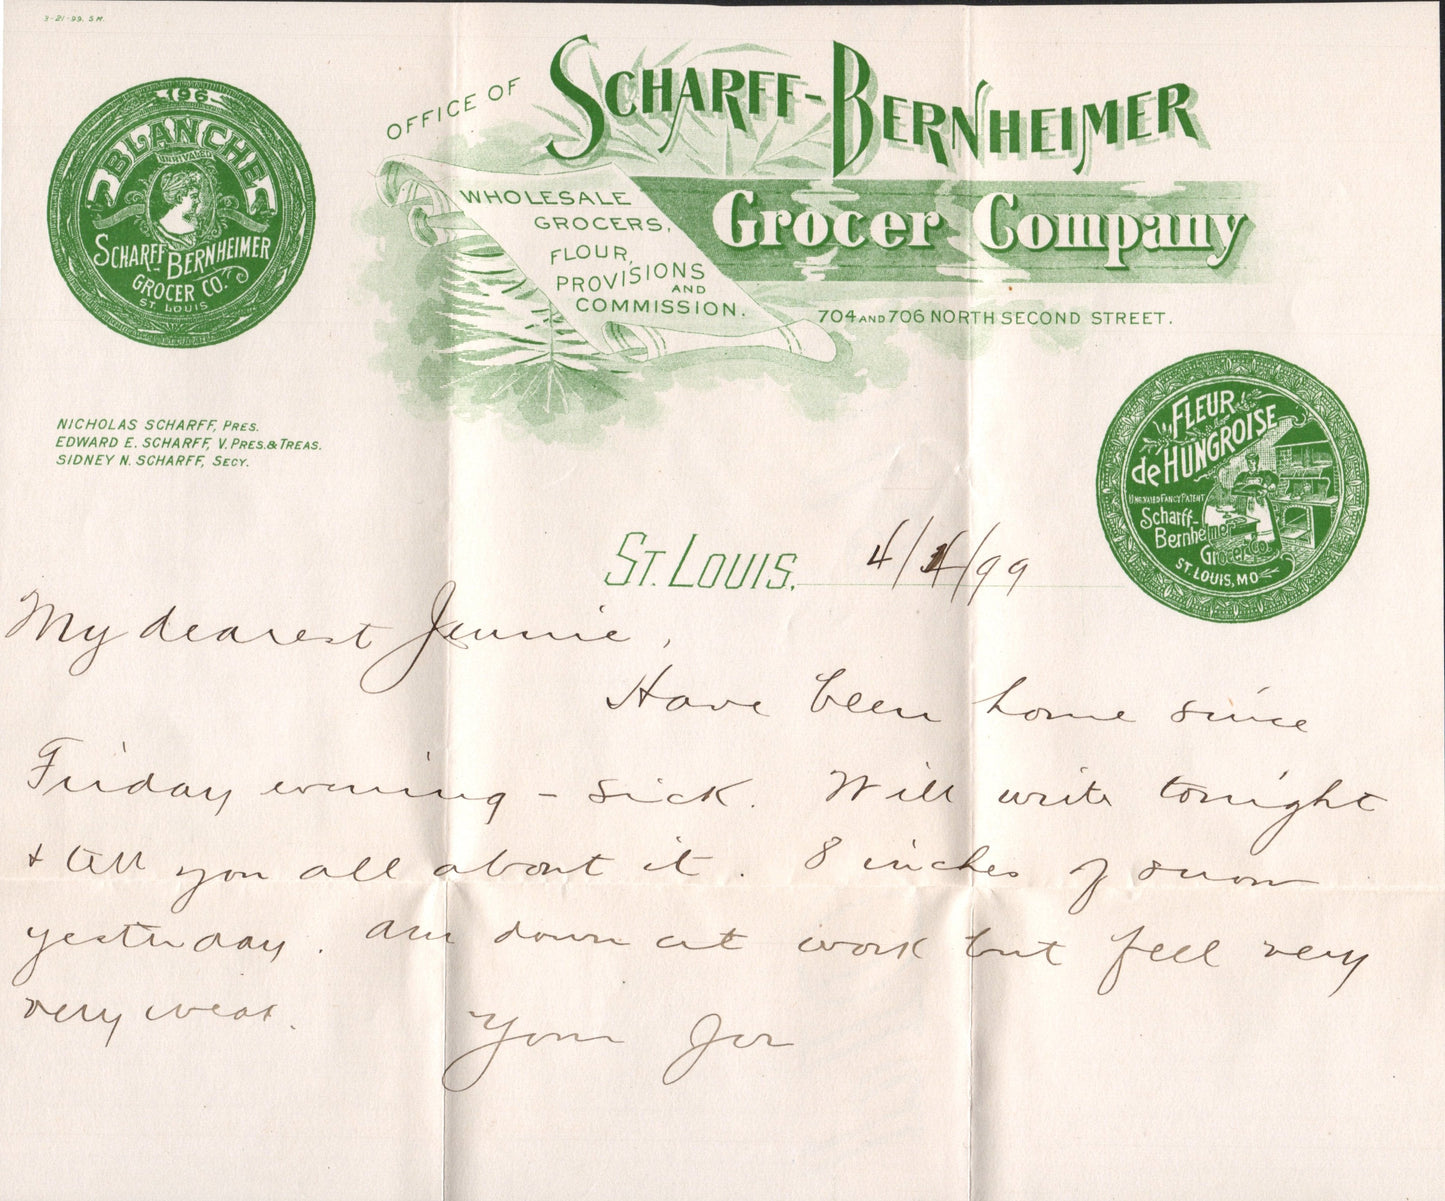 3-21-99. S M.
OFFICE OF
SCHARFF-BERNHEIMER
Grocer Company
WHOLESALE
GROCERS,
FLOUR,
PROVISIONS
AND
COMMISSION.
704 AND 706 NORTH SECOND STREET.
196
BLANCHE
UNRIVALED
SCHARFF-
BERNHEIMER
GROCER CO.
ST. LOUIS
NICHOLAS SCHARFF, PRES.
EDWARD E. SCHARFF, V. PRES. & TREAS.
SIDNEY N. SCHARFF, SECY.
FLEUR
de HUNGROISE
FANCY PATENT
Scharff-
Bernheimer
Grocer Co.
ST. LOUIS, MO
ST. LOUIS, 4/ /99
My dearest Jennie,
Have been home since
Friday evening – sick. Will write tonight
& tell you all about it. 8 inches of snow
yesterday. Am down at work but feel very
very weak.
Your Joe